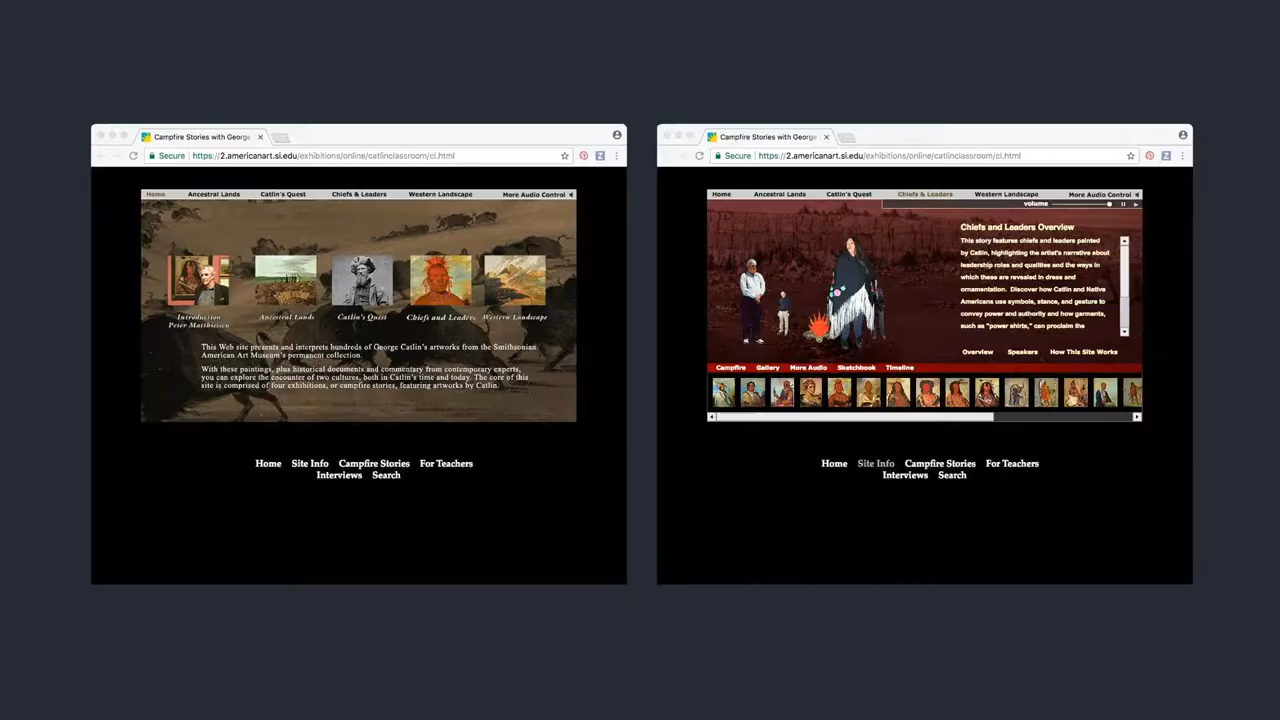 Campfire Stories with George
Secure https://2.americanart.si.edu/exhibitions/online/catlinclassroom/cl.html
Home Ancestral Lands Catlin's Quest Chiefs & Leaders Western Landscape More Audio Control
Introduction
Peter Matthiessen
Ancestral Lands
Catlin's Quest
Chiefs and Leaders
Western Landscape
This Web site presents and interprets hundreds of George Catlin's artworks from the Smithsonian
American Art Museum's permanent collection.
With these paintings, plus historical documents and commentary from contemporary experts,
you can explore the encounter of two cultures, both in Catlin's time and today. The core of this
site is comprised of four exhibitions, or campfire stories, featuring artworks by Catlin.
Home Site Info Campfire Stories For Teachers
Interviews Search
Campfire Stories with George
Secure https://2.americanart.si.edu/exhibitions/online/catlinclassroom/cl.html
Home Ancestral Lands Catlin's Quest Chiefs & Leaders Western Landscape More Audio Control
volume
Chiefs and Leaders Overview
This story features chiefs and leaders painted
by Catlin, highlighting the artist's narrative about
leadership roles and qualities and the ways in
which these are revealed in dress and
ornamentation. Discover how Catlin and Native
Americans use symbols, stance, and gesture to
convey power and authority and how garments,
such as "power shirts," can proclaim the
Overview Speakers How This Site Works
Campfire Gallery More Audio Sketchbook Timeline
Home Site Info Campfire Stories For Teachers
Interviews Search